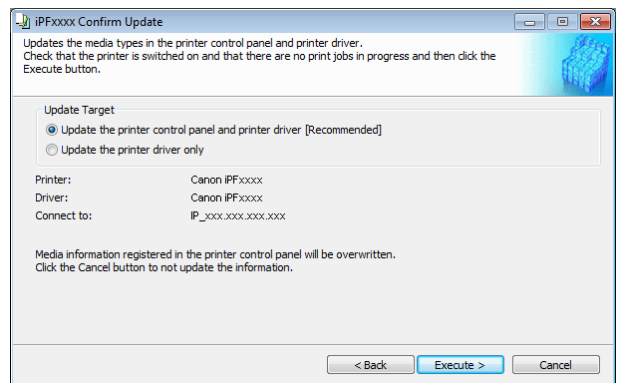 iPFxxxx Confirm Update
Updates the media types in the printer control panel and printer driver.
Check that the printer is switched on and that there are no print jobs in progress and then click the
Execute button.
Update Target
Update the printer control panel and printer driver [Recommended]
Update the printer driver only
Printer: Canon iPFxxxx
Driver: Canon iPFxxxx
Connect to: IP_xxx.xxx.xxx.xxx
Media information registered in the printer control panel will be overwritten.
Click the Cancel button to not update the information.
< Back Execute > Cancel